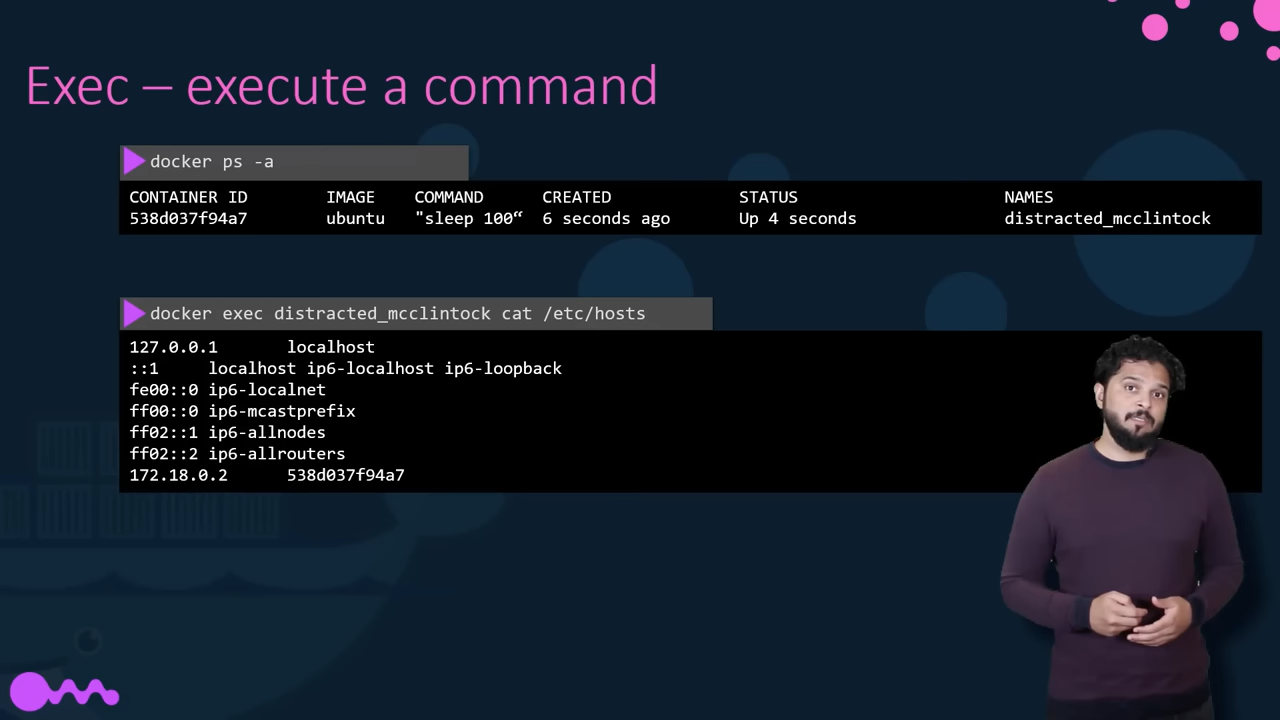 Exec – execute a command
docker ps -a
CONTAINER ID IMAGE COMMAND CREATED STATUS NAMES
538d037f94a7 ubuntu "sleep 100“ 6 seconds ago Up 4 seconds distracted_mcclintock
docker exec distracted_mcclintock cat /etc/hosts
127.0.0.1 localhost
::1 localhost ip6-localhost ip6-loopback
fe00::0 ip6-localnet
ff00::0 ip6-mcastprefix
ff02::1 ip6-allnodes
ff02::2 ip6-allrouters
172.18.0.2 538d037f94a7